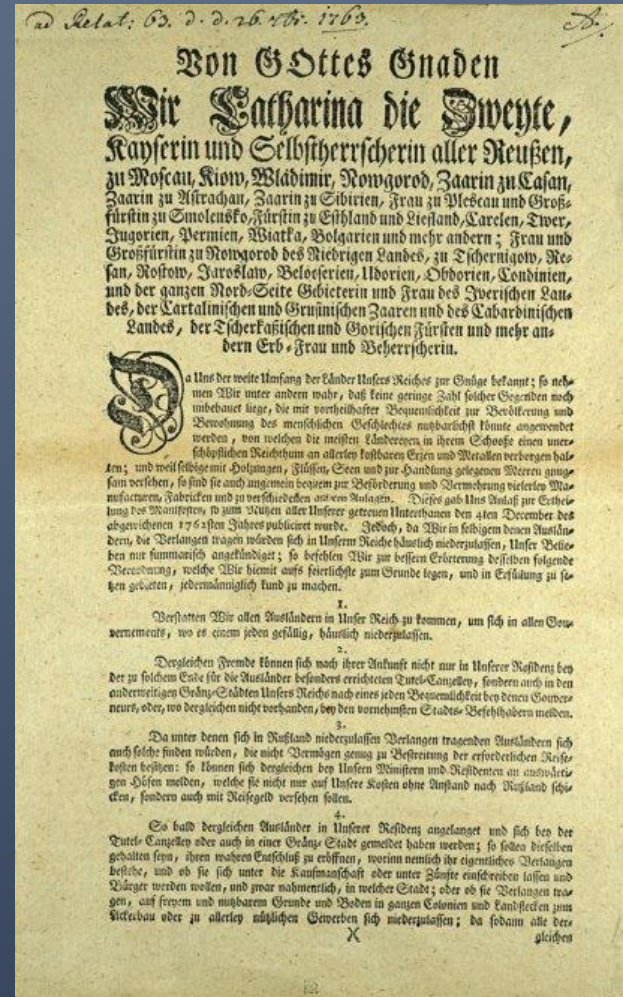 ad Relat: 63. d. d. 26. 7br. 1763.
A.
Von GOttes Gnaden
Wir Catharina die Zweyte,
Kayserin und Selbstherrscherin aller Reußen,
zu Moscau, Kiow, Wladimir, Nowgorod, Zaarin zu Casan,
Zaarin zu Astrachan, Zaarin zu Sibirien, Frau zu Plescau und Groß-
fürstin zu Smolensko, Fürstin zu Esthland und Liefland, Carelen, Twer,
Jugorien, Permien, Wiatka, Bolgarien und mehr andern; Frau und
Großfürstin zu Nowgorod des Niedrigen Landes, zu Tschernigow, Re-
san, Rostow, Jaroslaw, Beloserien, Udorien, Obdorien, Condinien,
und der ganzen Nord-Seite Gebieterin und Frau des Iwerischen Lan-
des, der Cartalinischen und Grusinischen Zaaren und des Cabardinischen
Landes, der Tscherkaßischen und Gorischen Fürsten und mehr an-
dern Erb-Frau und Beherrscherin.
Da Uns der weite Umfang der Länder Unsers Reiches zur Gnüge bekannt; so neh-
men Wir unter andern wahr, daß keine geringe Zahl solcher Gegenden noch
unbebauet liege, die mit vortheilhafter Bequemlichkeit zur Bevölkerung und
Bewohnung des menschlichen Geschlechtes nutzbarlichst könnte angewendet
werden, von welchen die meisten Ländereyen in ihrem Schooße einen uner-
schöpflichen Reichthum an allerley kostbaren Erzen und Metallen verborgen hal-
ten; und weil selbige mit Holzungen, Flüssen, Seen und zur Handlung gelegenen Meeren gung-
sam versehen, so sind sie auch ungemein bequem zur Beförderung und Vermehrung vielerley Ma-
nufacturen, Fabricken und zu verschiedenen andern Anlagen. Dieses gab Uns Anlaß zur Erthei-
lung des Manifestes, so zum Nutzen aller Unserer getreuen Unterthanen den 4ten December des
abgewichenen 1762sten Jahres publiciret wurde. Jedoch, da Wir in selbigem denen Auslän-
dern, die Verlangen tragen würden sich in Unserm Reiche häuslich niederzulassen, Unser Belie-
ben nur summarisch angekündiget; so befehlen Wir zur bessern Erörterung desselben folgende
Verordnung, welche Wir hiemit aufs feierlichste zum Grunde legen, und in Erfüllung zu se-
tzen gebieten, jedermänniglich kund zu machen.
1.
Verstatten Wir allen Ausländern in Unser Reich zu kommen, um sich in allen Gou-
vernements, wo es einem jeden gefällig, häuslich niederzulassen.
2.
Dergleichen Fremde können sich nach ihrer Ankunft nicht nur in Unserer Residenz bey
der zu solchem Ende für die Ausländer besonders errichteten Tutel-Canzelley, sondern auch in den
anderweitigen Gränz-Städten Unsers Reichs nach eines jeden Bequemlichkeit bey denen Gouver-
neurs, oder, wo dergleichen nicht vorhanden, bey den vornehmsten Stadts-Befehlhabern melden.
3.
Da unter denen sich in Rußland niederzulassen Verlangen tragenden Ausländern sich
auch solche finden würden, die nicht Vermögen genug zu Bestreitung der erforderlichen Reise-
kosten besitzen: so können sich dergleichen bey Unsern Ministern und Residenten an auswärti-
gen Höfen melden, welche sie nicht nur auf Unsere Kosten ohne Anstand nach Rußland schi-
cken, sondern auch mit Reisegeld versehen sollen.
4.
So bald dergleichen Ausländer in Unserer Residenz angelanget und sich bey der
Tutel-Canzelley oder auch in einer Gränz-Stadt gemeldet haben werden; so sollen dieselben
gehalten seyn, ihren wahren Entschluß zu eröffnen, worinn nemlich ihr eigentliches Verlangen
bestehe, und ob sie sich unter die Kaufmanschaft oder unter Zünfte einschreiben lassen und
Bürger werden wollen, und zwar nahmentlich, in welcher Stadt; oder ob sie Verlangen tra-
gen, auf freyem und nutzbarem Grunde und Boden in ganzen Colonien und Landflecken zum
Ackerbau oder zu allerley nützlichen Gewerben sich niederzulassen; da sodann alle der-
gleichen